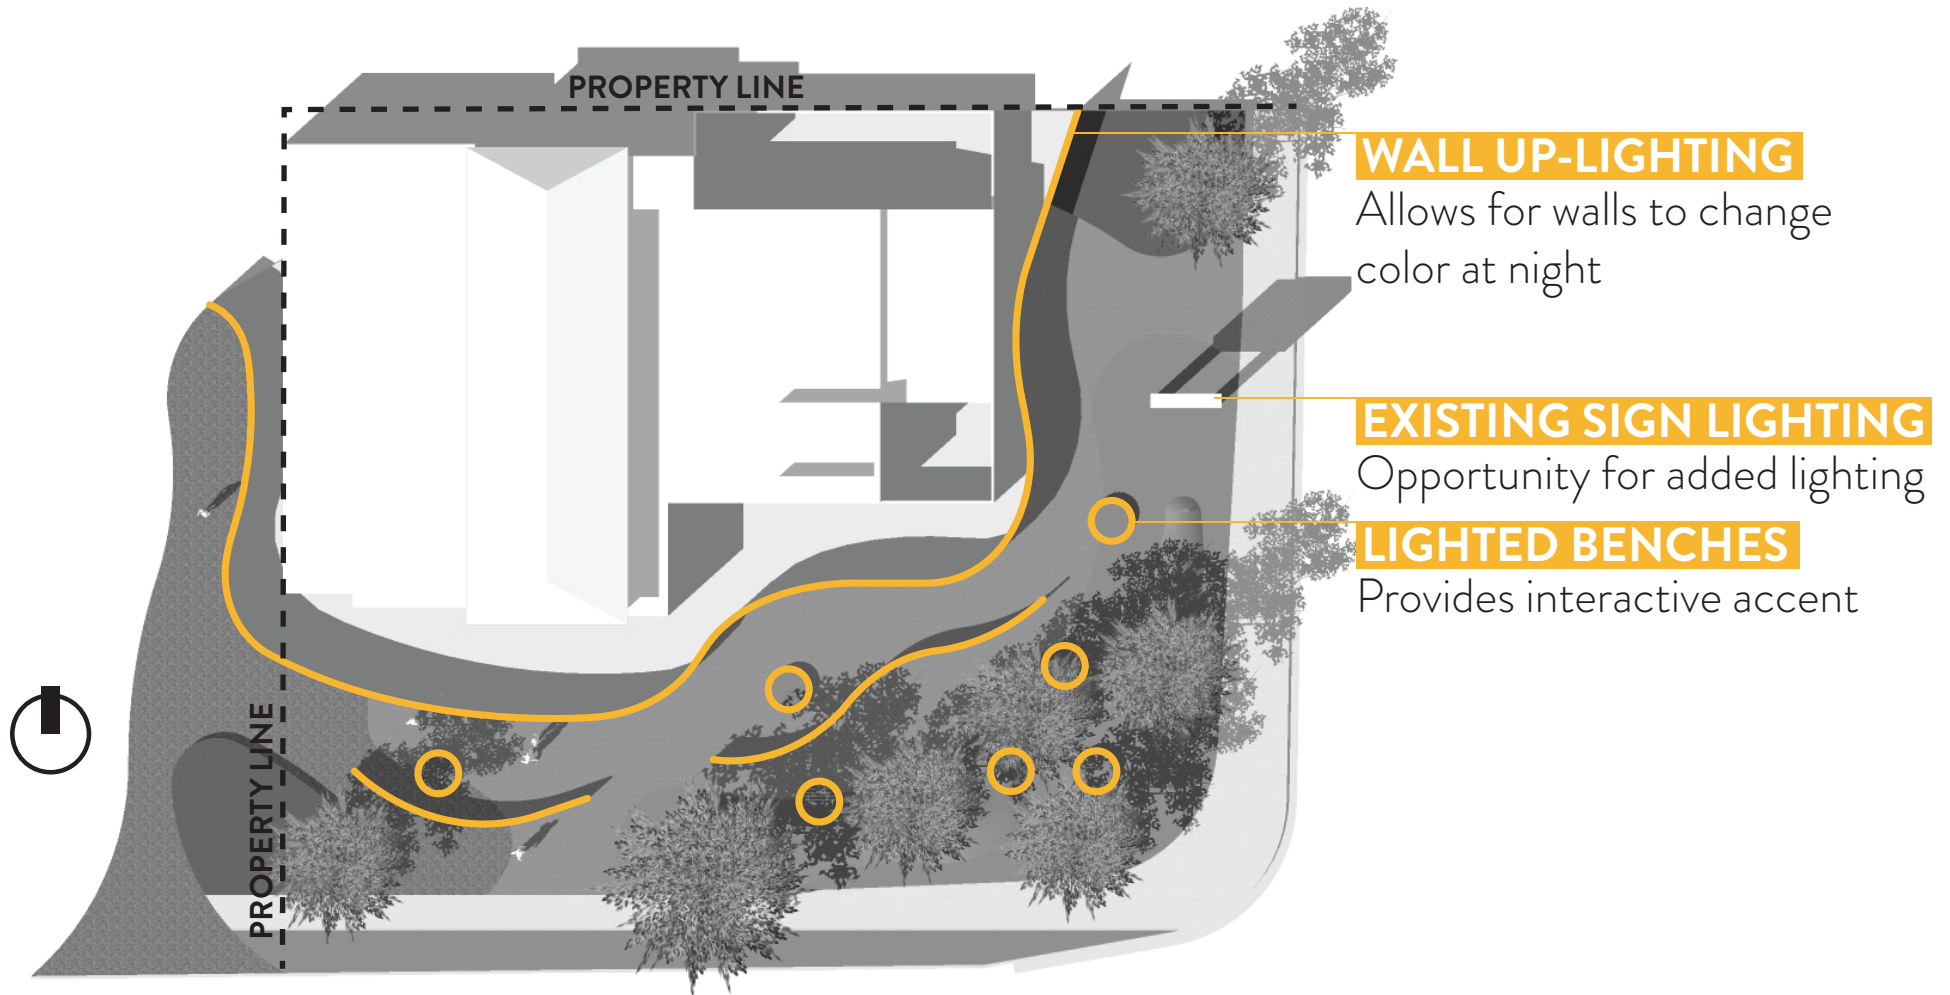 PROPERTY LINE
WALL UP-LIGHTING
Allows for walls to change
color at night
EXISTING SIGN LIGHTING
Opportunity for added lighting
LIGHTED BENCHES
Provides interactive accent
PROPERTY LINE